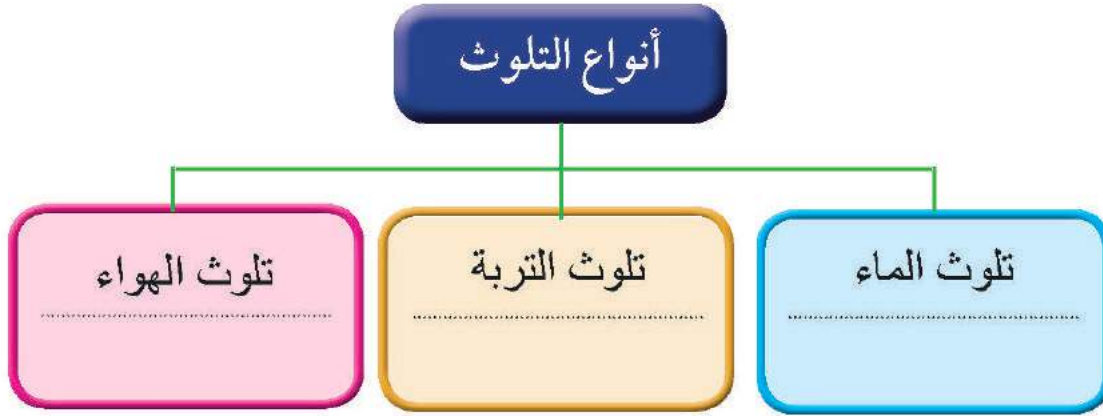 أنواع التلوث
تلوث الماء
تلوث التربة
تلوث الهواء